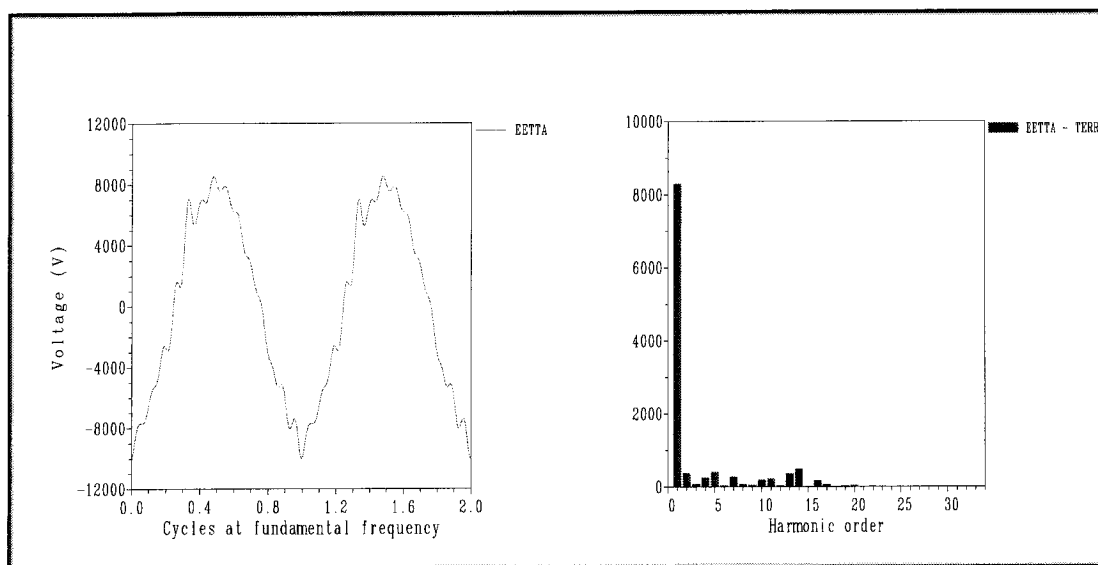 12000
8000
4000
0
-4000
-8000
-12000
Voltage (V)
0.0 0.4 0.8 1.2 1.6 2.0
Cycles at fundamental frequency
EETTA
10000
8000
6000
4000
2000
0
0 5 10 15 20 25 30
Harmonic order
EETTA - TERR